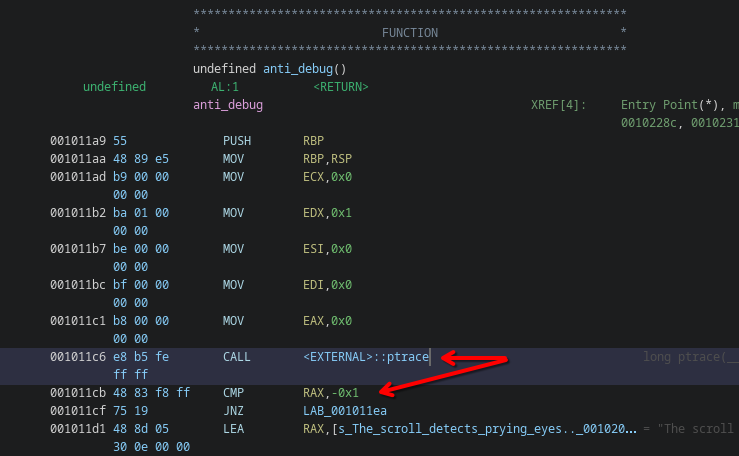 **************************************************************
* FUNCTION *
**************************************************************
undefined anti_debug()
undefined AL:1 <RETURN>
anti_debug XREF[4]: Entry Point(*), m
0010228c, 0010231
001011a9 55 PUSH RBP
001011aa 48 89 e5 MOV RBP,RSP
001011ad b9 00 00 MOV ECX,0x0
00 00
001011b2 ba 01 00 MOV EDX,0x1
00 00
001011b7 be 00 00 MOV ESI,0x0
00 00
001011bc bf 00 00 MOV EDI,0x0
00 00
001011c1 b8 00 00 MOV EAX,0x0
00 00
001011c6 e8 b5 fe CALL <EXTERNAL>::ptrace long ptrace(__
ff ff
001011cb 48 83 f8 ff CMP RAX,-0x1
001011cf 75 19 JNZ LAB_001011ea
001011d1 48 8d 05 LEA RAX,[s_The_scroll_detects_prying_eyes.._001020... = "The scroll
30 0e 00 00